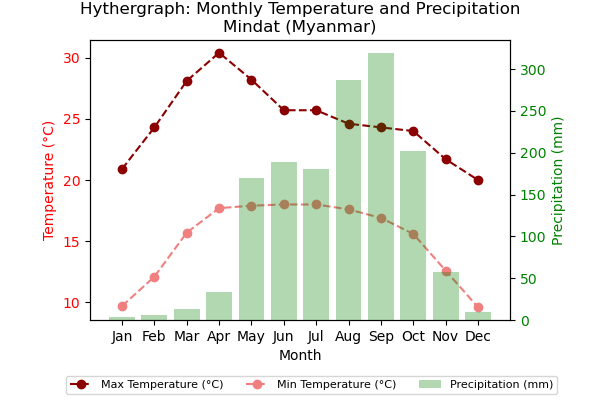 Hythergraph: Monthly Temperature and Precipitation
Mindat (Myanmar)
30
25
20
15
10
Temperature (°C)
300
250
200
150
100
50
0
Precipitation (mm)
Jan Feb Mar Apr May Jun Jul Aug Sep Oct Nov Dec
Month
Max Temperature (°C) Min Temperature (°C) Precipitation (mm)